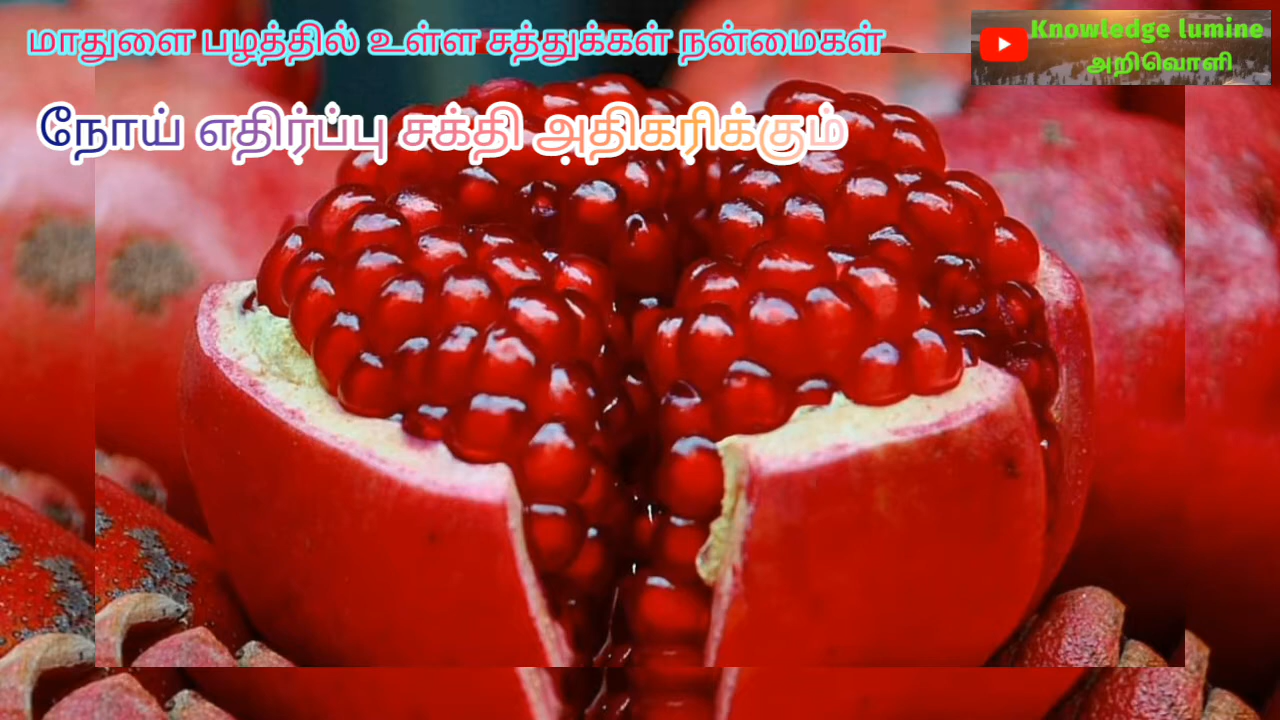 மாதுளை பழத்தில் உள்ள சத்துக்கள் நன்மைகள்
Knowledge lumine
அறிவொளி
நோய் எதிர்ப்பு சக்தி அதிகரிக்கும்